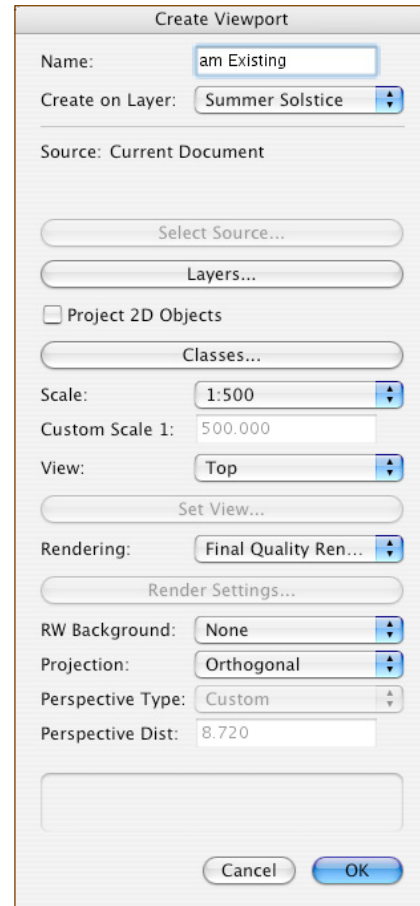 Create Viewport
Name: am Existing
Create on Layer: Summer Solstice
Source: Current Document
Select Source...
Layers...
Project 2D Objects
Classes...
Scale: 1:500
Custom Scale 1: 500.000
View: Top
Set View...
Rendering: Final Quality Ren...
Render Settings...
RW Background: None
Projection: Orthogonal
Perspective Type: Custom
Perspective Dist: 8.720
Cancel OK